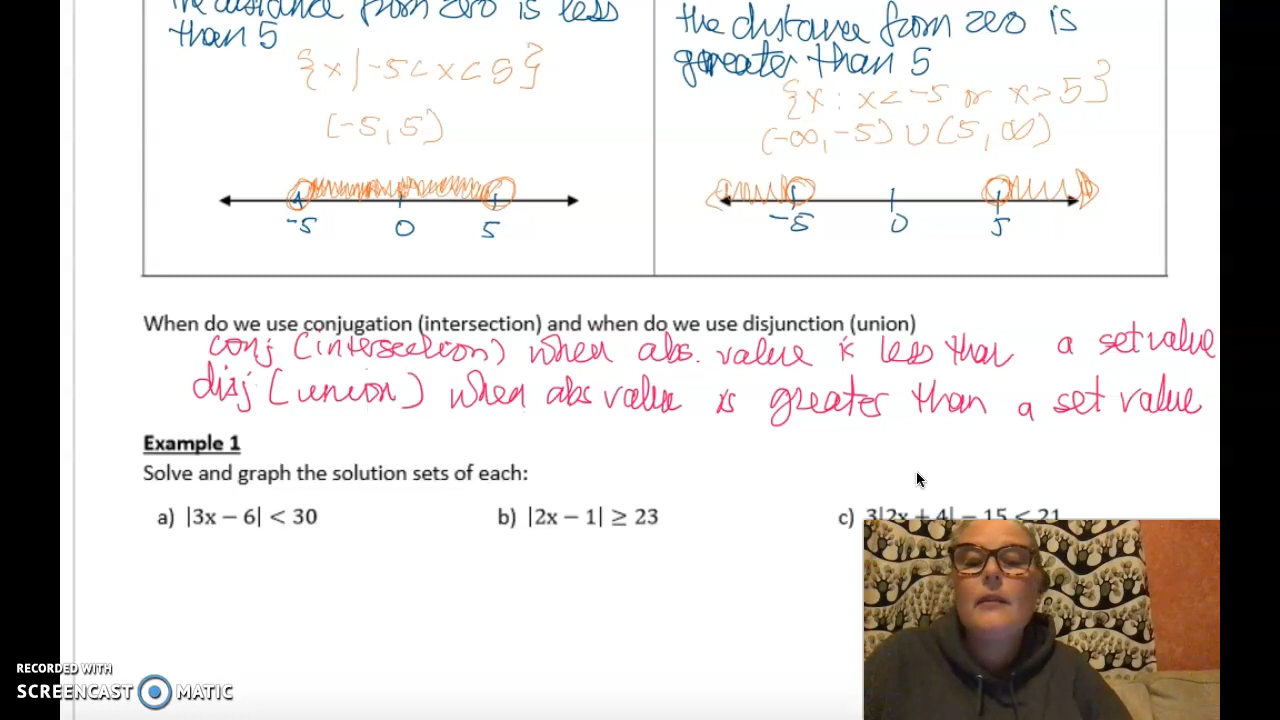 the distance from zero is less
than 5
{x | -5 < x < 5}
(-5, 5)
-5 0 5
the distance from zero is
greater than 5
{x : x < -5 or x > 5}
(-∞, -5) ∪ (5, ∞)
-5 0 5
When do we use conjugation (intersection) and when do we use disjunction (union)
conj (intersection) when abs. value is less than a set value
disj (union) when abs value is greater than a set value
Example 1
Solve and graph the solution sets of each:
a) |3x − 6| < 30 b) |2x − 1| ≥ 23 c) 3|2x + 4| − 15
RECORDED WITH
SCREENCAST MATIC